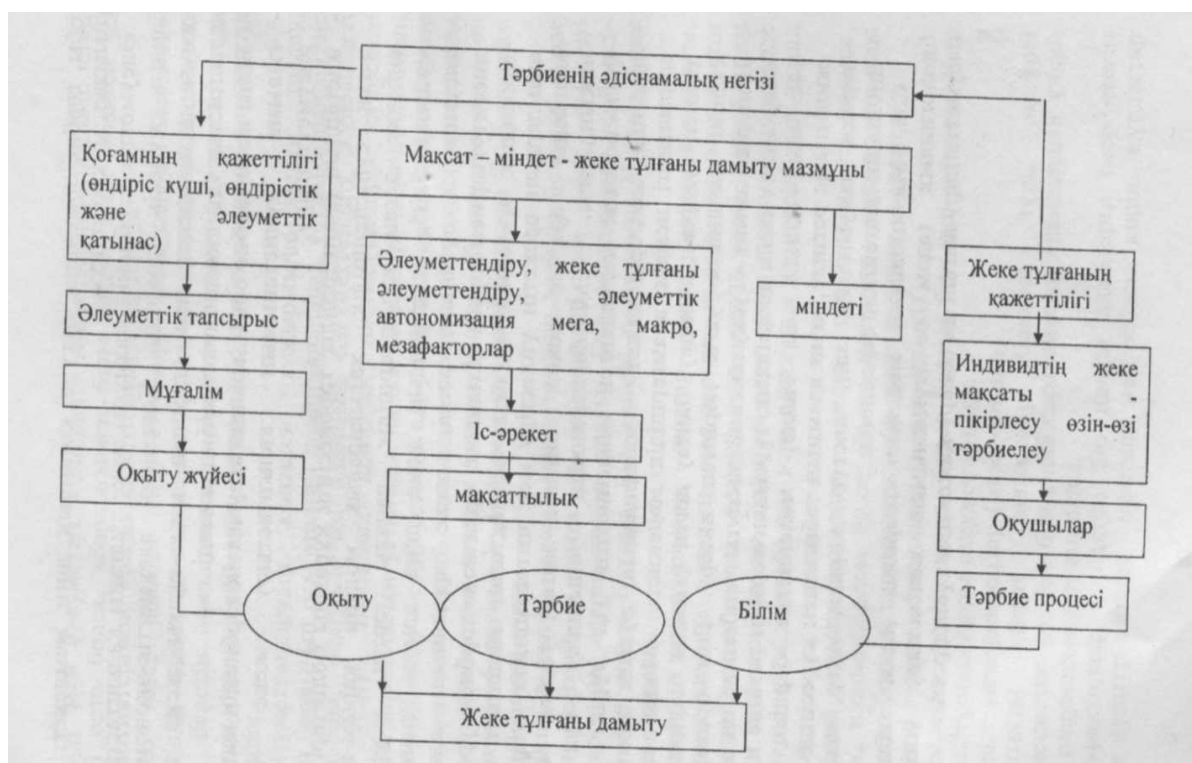 Тәрбиенің әдіснамалық негізі
Қоғамның қажеттілігі
(өндіріс күші, өндірістік
және әлеуметтік
қатынас)
Әлеуметтік тапсырыс
Мұғалім
Оқыту жүйесі
Мақсат – міндет - жеке тұлғаны дамыту мазмұны
Әлеуметтендіру, жеке тұлғаны
әлеуметтендіру, әлеуметтік
автономизация мега, макро,
мезафакторлар
міндеті
Іс-әрекет
мақсаттылық
Жеке тұлғаның
қажеттілігі
Индивидтің жеке
мақсаты -
пікірлесу өзін-өзі
тәрбиелеу
Оқушылар
Тәрбие процесі
Оқыту
Тәрбие
Білім
Жеке тұлғаны дамыту